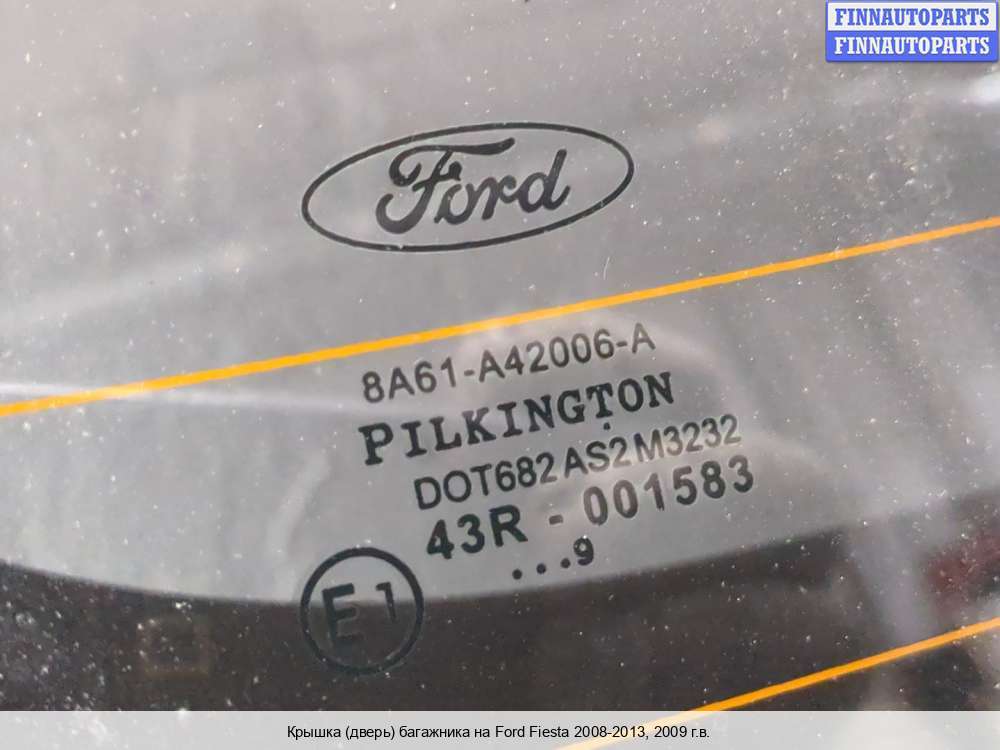 FINNAUTOPARTS
FINNAUTOPARTS
Ford
8A61-A42006-A
PILKINGTON
DOT682 AS2 M3232
43R - 001583
...9
E1
Крышка (дверь) багажника на Ford Fiesta 2008-2013, 2009 г.в.